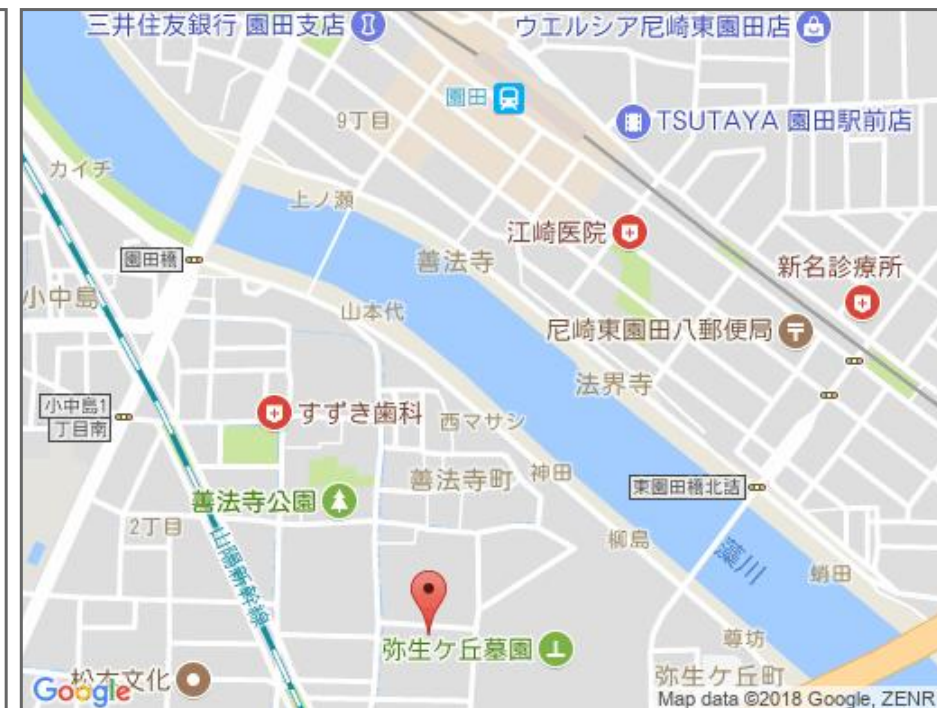 三井住友銀行 園田支店
ウエルシア尼崎東園田店
園田
9丁目
TSUTAYA 園田駅前店
カイチ
上ノ瀬
江崎医院
善法寺
新名診療所
園田橋
小中島
山本代
尼崎東園田八郵便局
法界寺
小中島1
丁目南
すずき歯科
西マサシ
善法寺町
神田
東園田橋北詰
善法寺公園
2丁目
柳島
藻川
蛸田
山陽新幹線
尊坊
弥生ケ丘墓園
弥生ケ丘町
松本文化
Google
Map data ©2018 Google, ZENR